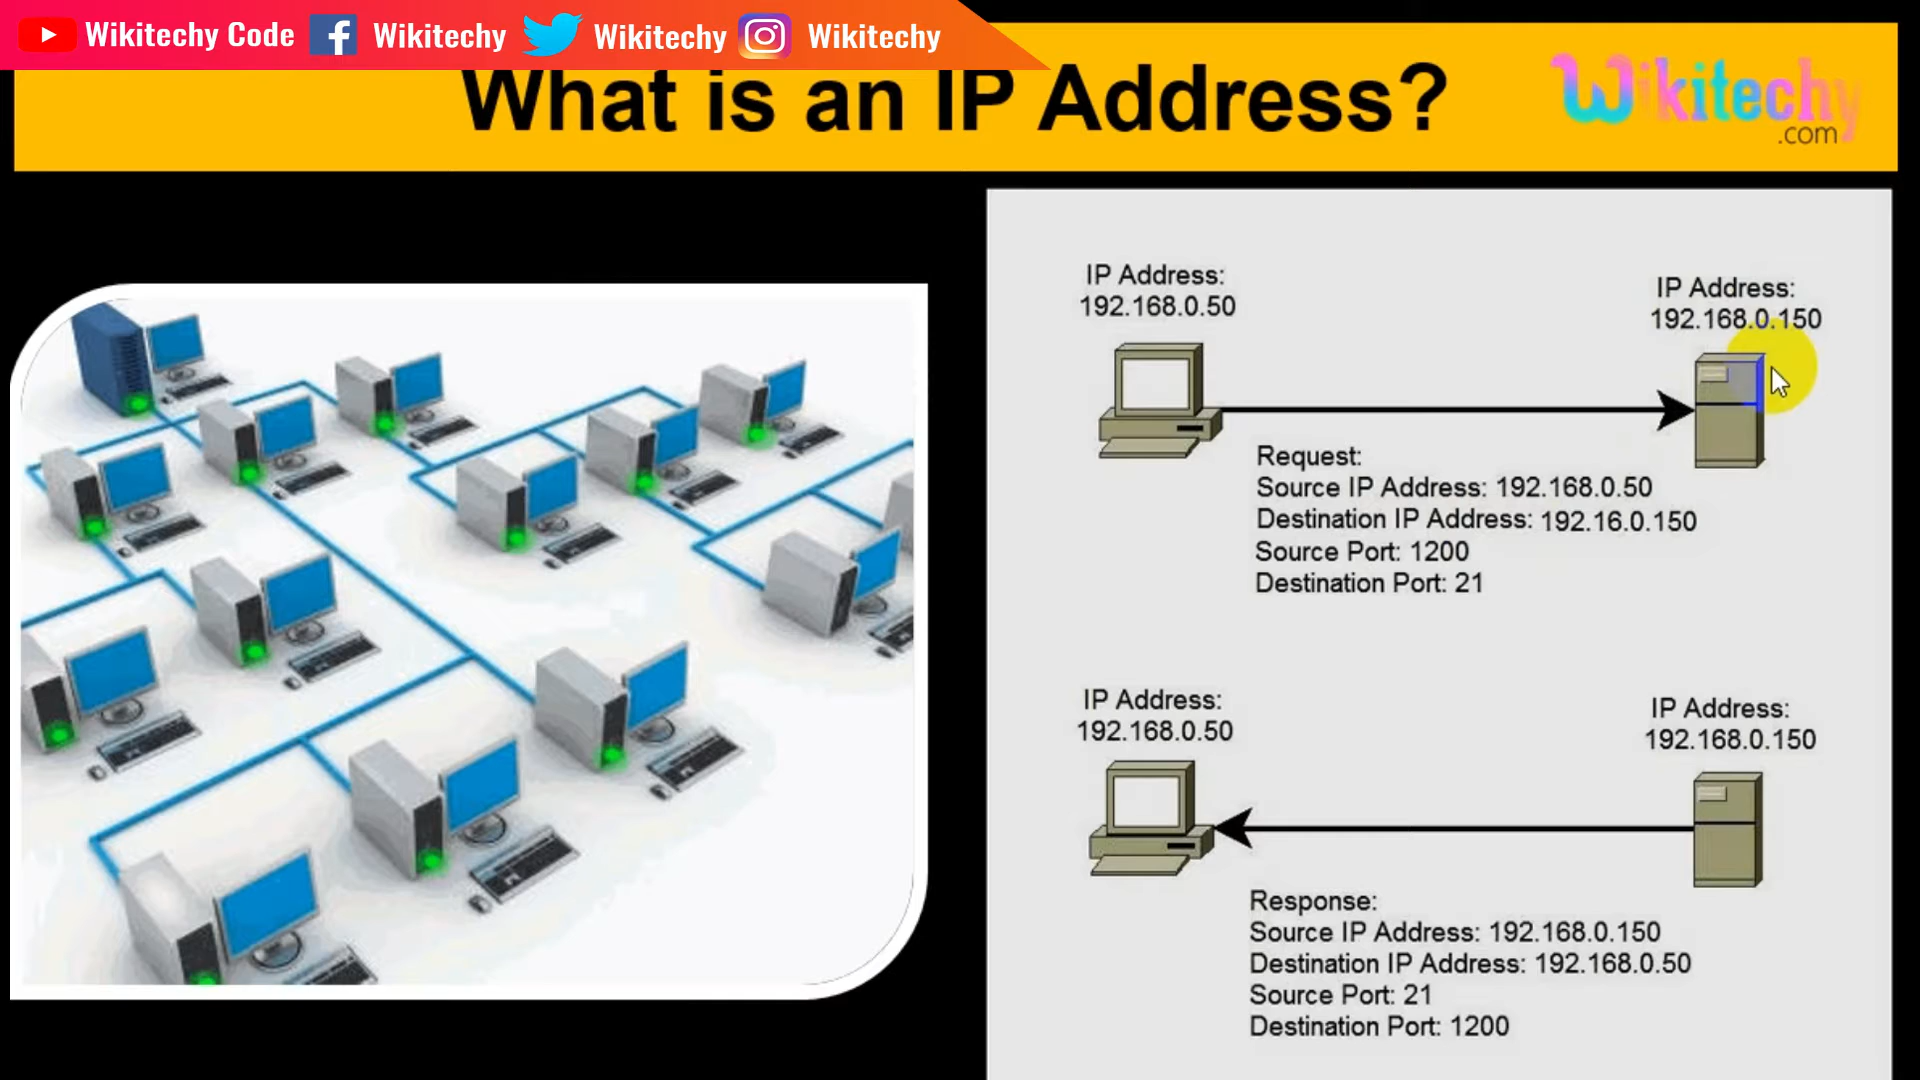 Wikitechy Code Wikitechy Wikitechy Wikitechy
What is an IP Address?
Wikitechy
.com
IP Address:
192.168.0.50
IP Address:
192.168.0.150
Request:
Source IP Address: 192.168.0.50
Destination IP Address: 192.16.0.150
Source Port: 1200
Destination Port: 21
IP Address:
192.168.0.50
IP Address:
192.168.0.150
Response:
Source IP Address: 192.168.0.150
Destination IP Address: 192.168.0.50
Source Port: 21
Destination Port: 1200